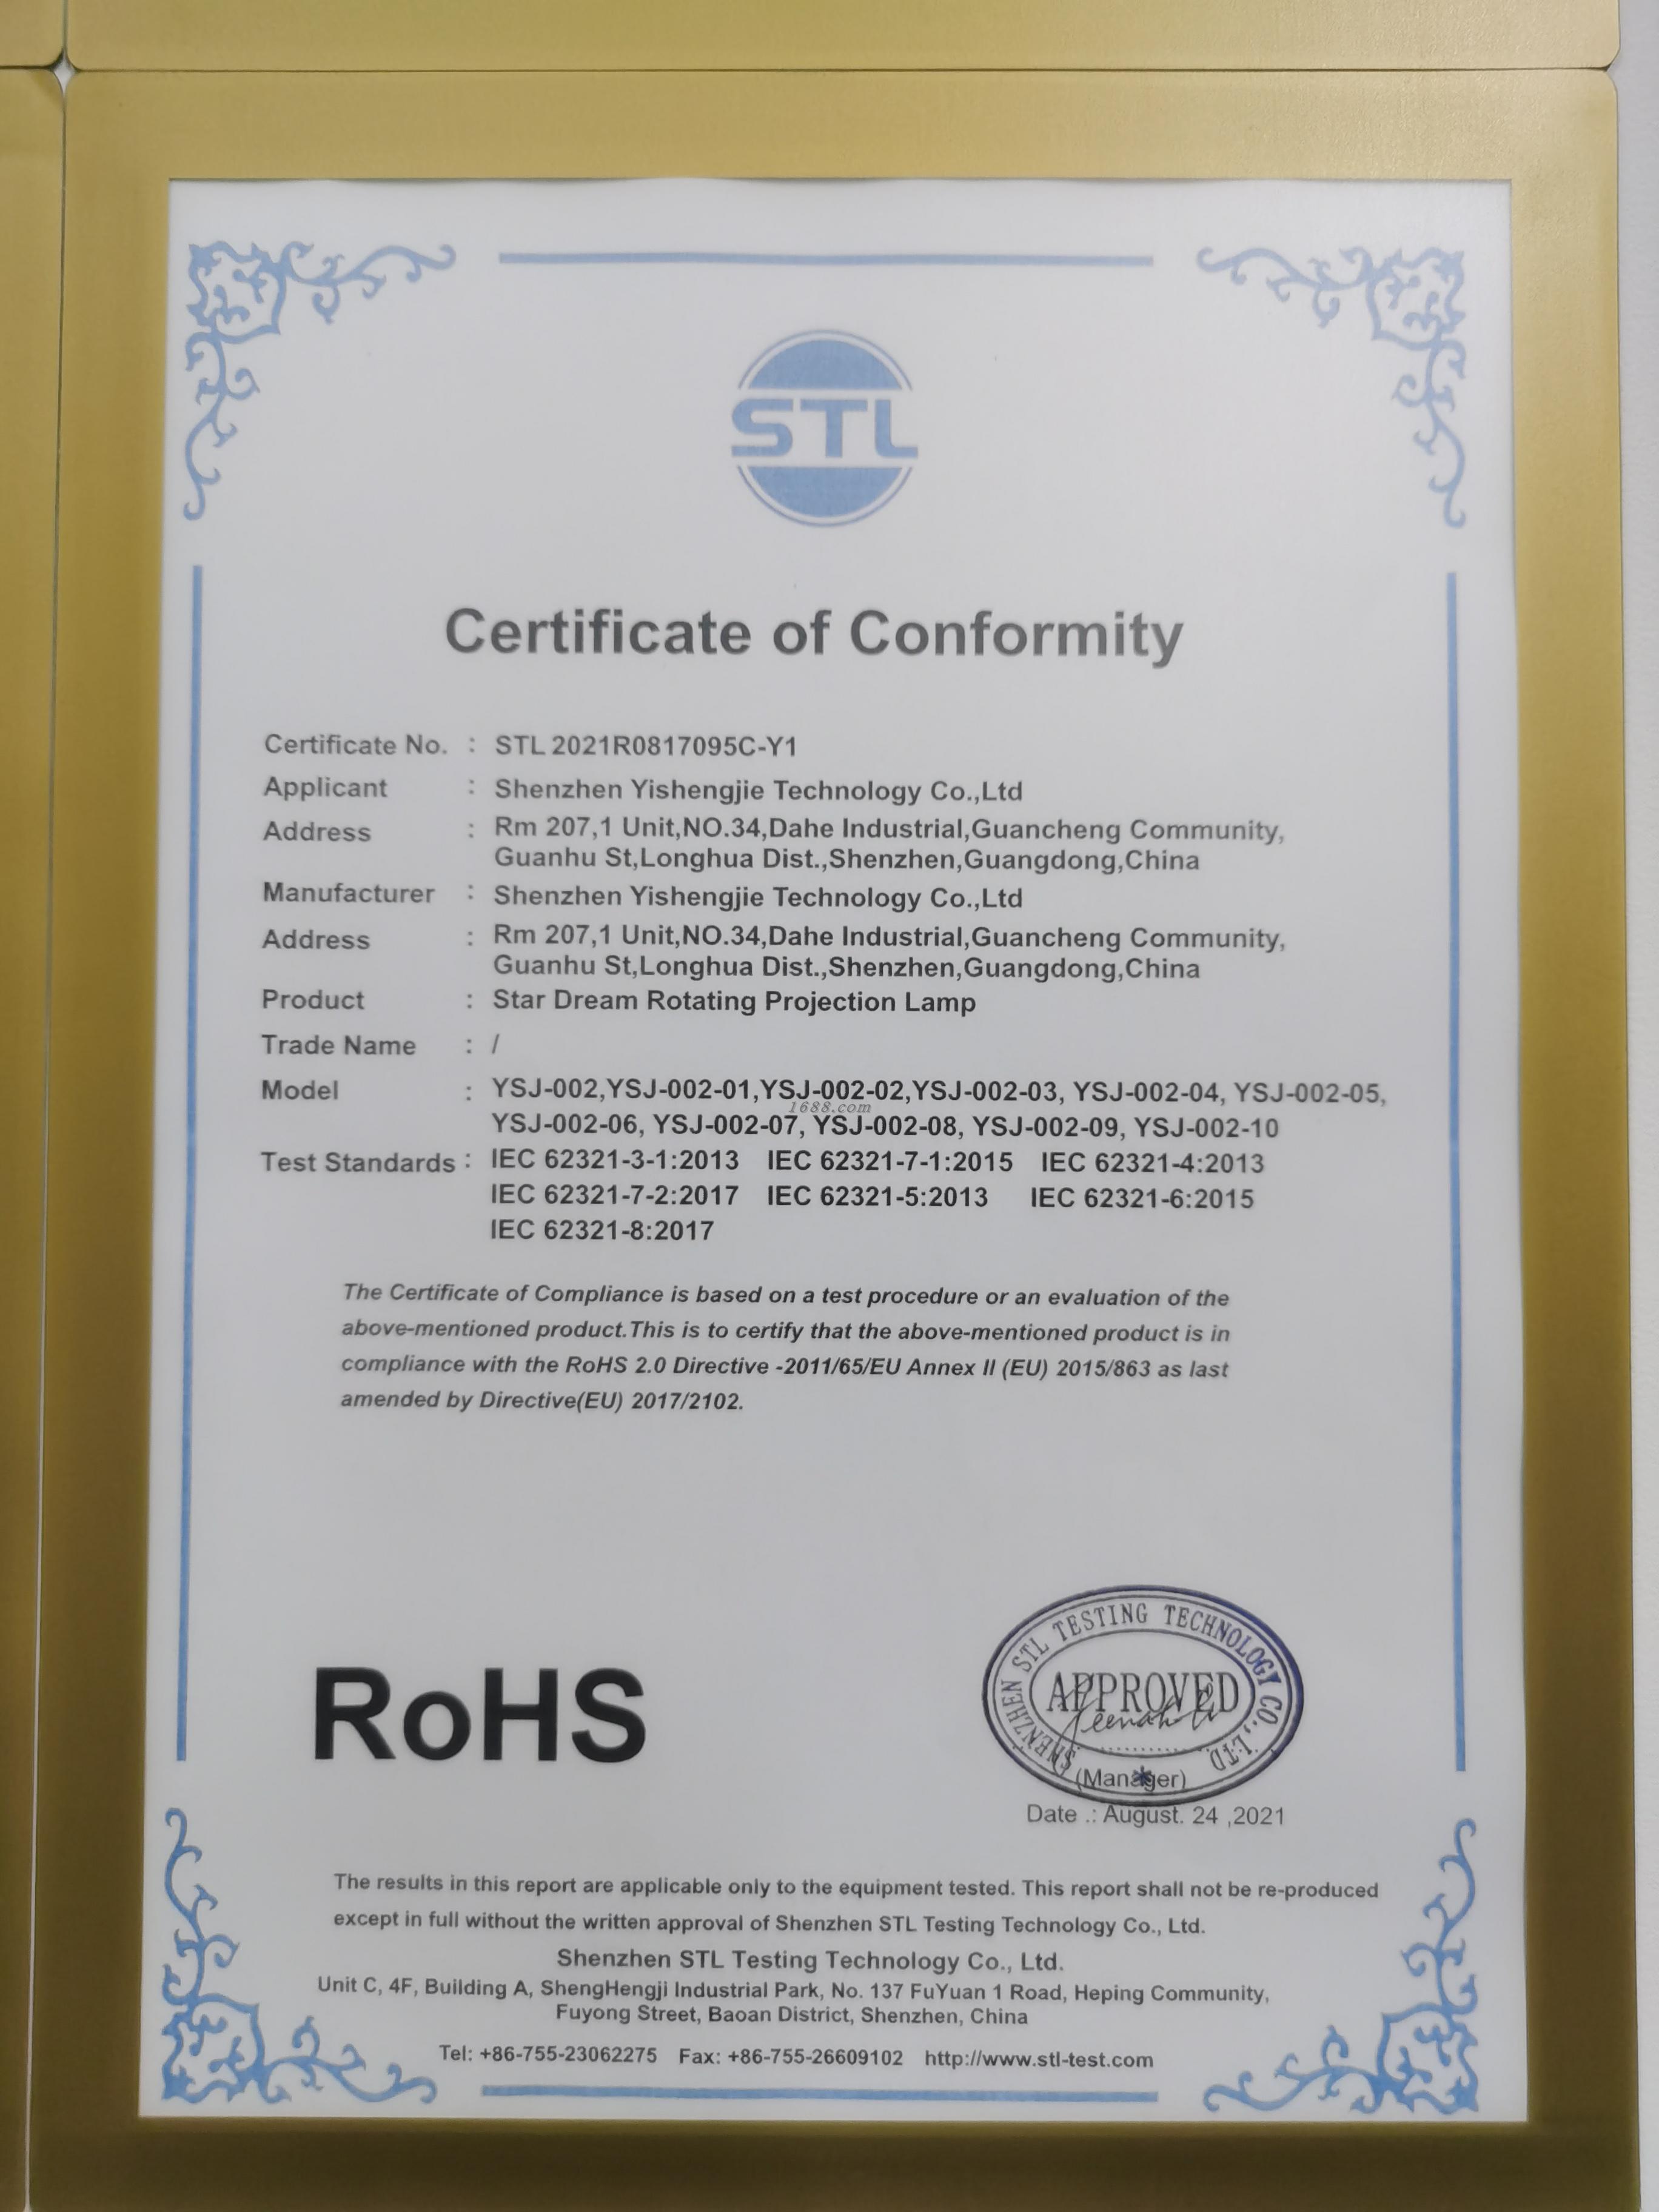 STL
Certificate of Conformity
Certificate No. : STL 2021R0817095C-Y1
Applicant : Shenzhen Yishengjie Technology Co.,Ltd
Address : Rm 207,1 Unit,NO.34,Dahe Industrial,Guancheng Community,
Guanhu St,Longhua Dist.,Shenzhen,Guangdong,China
Manufacturer : Shenzhen Yishengjie Technology Co.,Ltd
Address : Rm 207,1 Unit,NO.34,Dahe Industrial,Guancheng Community,
Guanhu St,Longhua Dist.,Shenzhen,Guangdong,China
Product : Star Dream Rotating Projection Lamp
Trade Name : /
Model : YSJ-002,YSJ-002-01,YSJ-002-02,YSJ-002-03, YSJ-002-04, YSJ-002-05,
1688.com
YSJ-002-06, YSJ-002-07, YSJ-002-08, YSJ-002-09, YSJ-002-10
Test Standards : IEC 62321-3-1:2013 IEC 62321-7-1:2015 IEC 62321-4:2013
IEC 62321-7-2:2017 IEC 62321-5:2013 IEC 62321-6:2015
IEC 62321-8:2017
The Certificate of Compliance is based on a test procedure or an evaluation of the
above-mentioned product.This is to certify that the above-mentioned product is in
compliance with the RoHS 2.0 Directive -2011/65/EU Annex II (EU) 2015/863 as last
amended by Directive(EU) 2017/2102.
RoHS
SHENZHEN STL TESTING TECHNOLOGY CO., LTD
APPROVED
(Manager)
Date .: August. 24 ,2021
The results in this report are applicable only to the equipment tested. This report shall not be re-produced
except in full without the written approval of Shenzhen STL Testing Technology Co., Ltd.
Shenzhen STL Testing Technology Co., Ltd.
Unit C, 4F, Building A, ShengHengji Industrial Park, No. 137 FuYuan 1 Road, Heping Community,
Fuyong Street, Baoan District, Shenzhen, China
Tel: +86-755-23062275 Fax: +86-755-26609102 http://www.stl-test.com